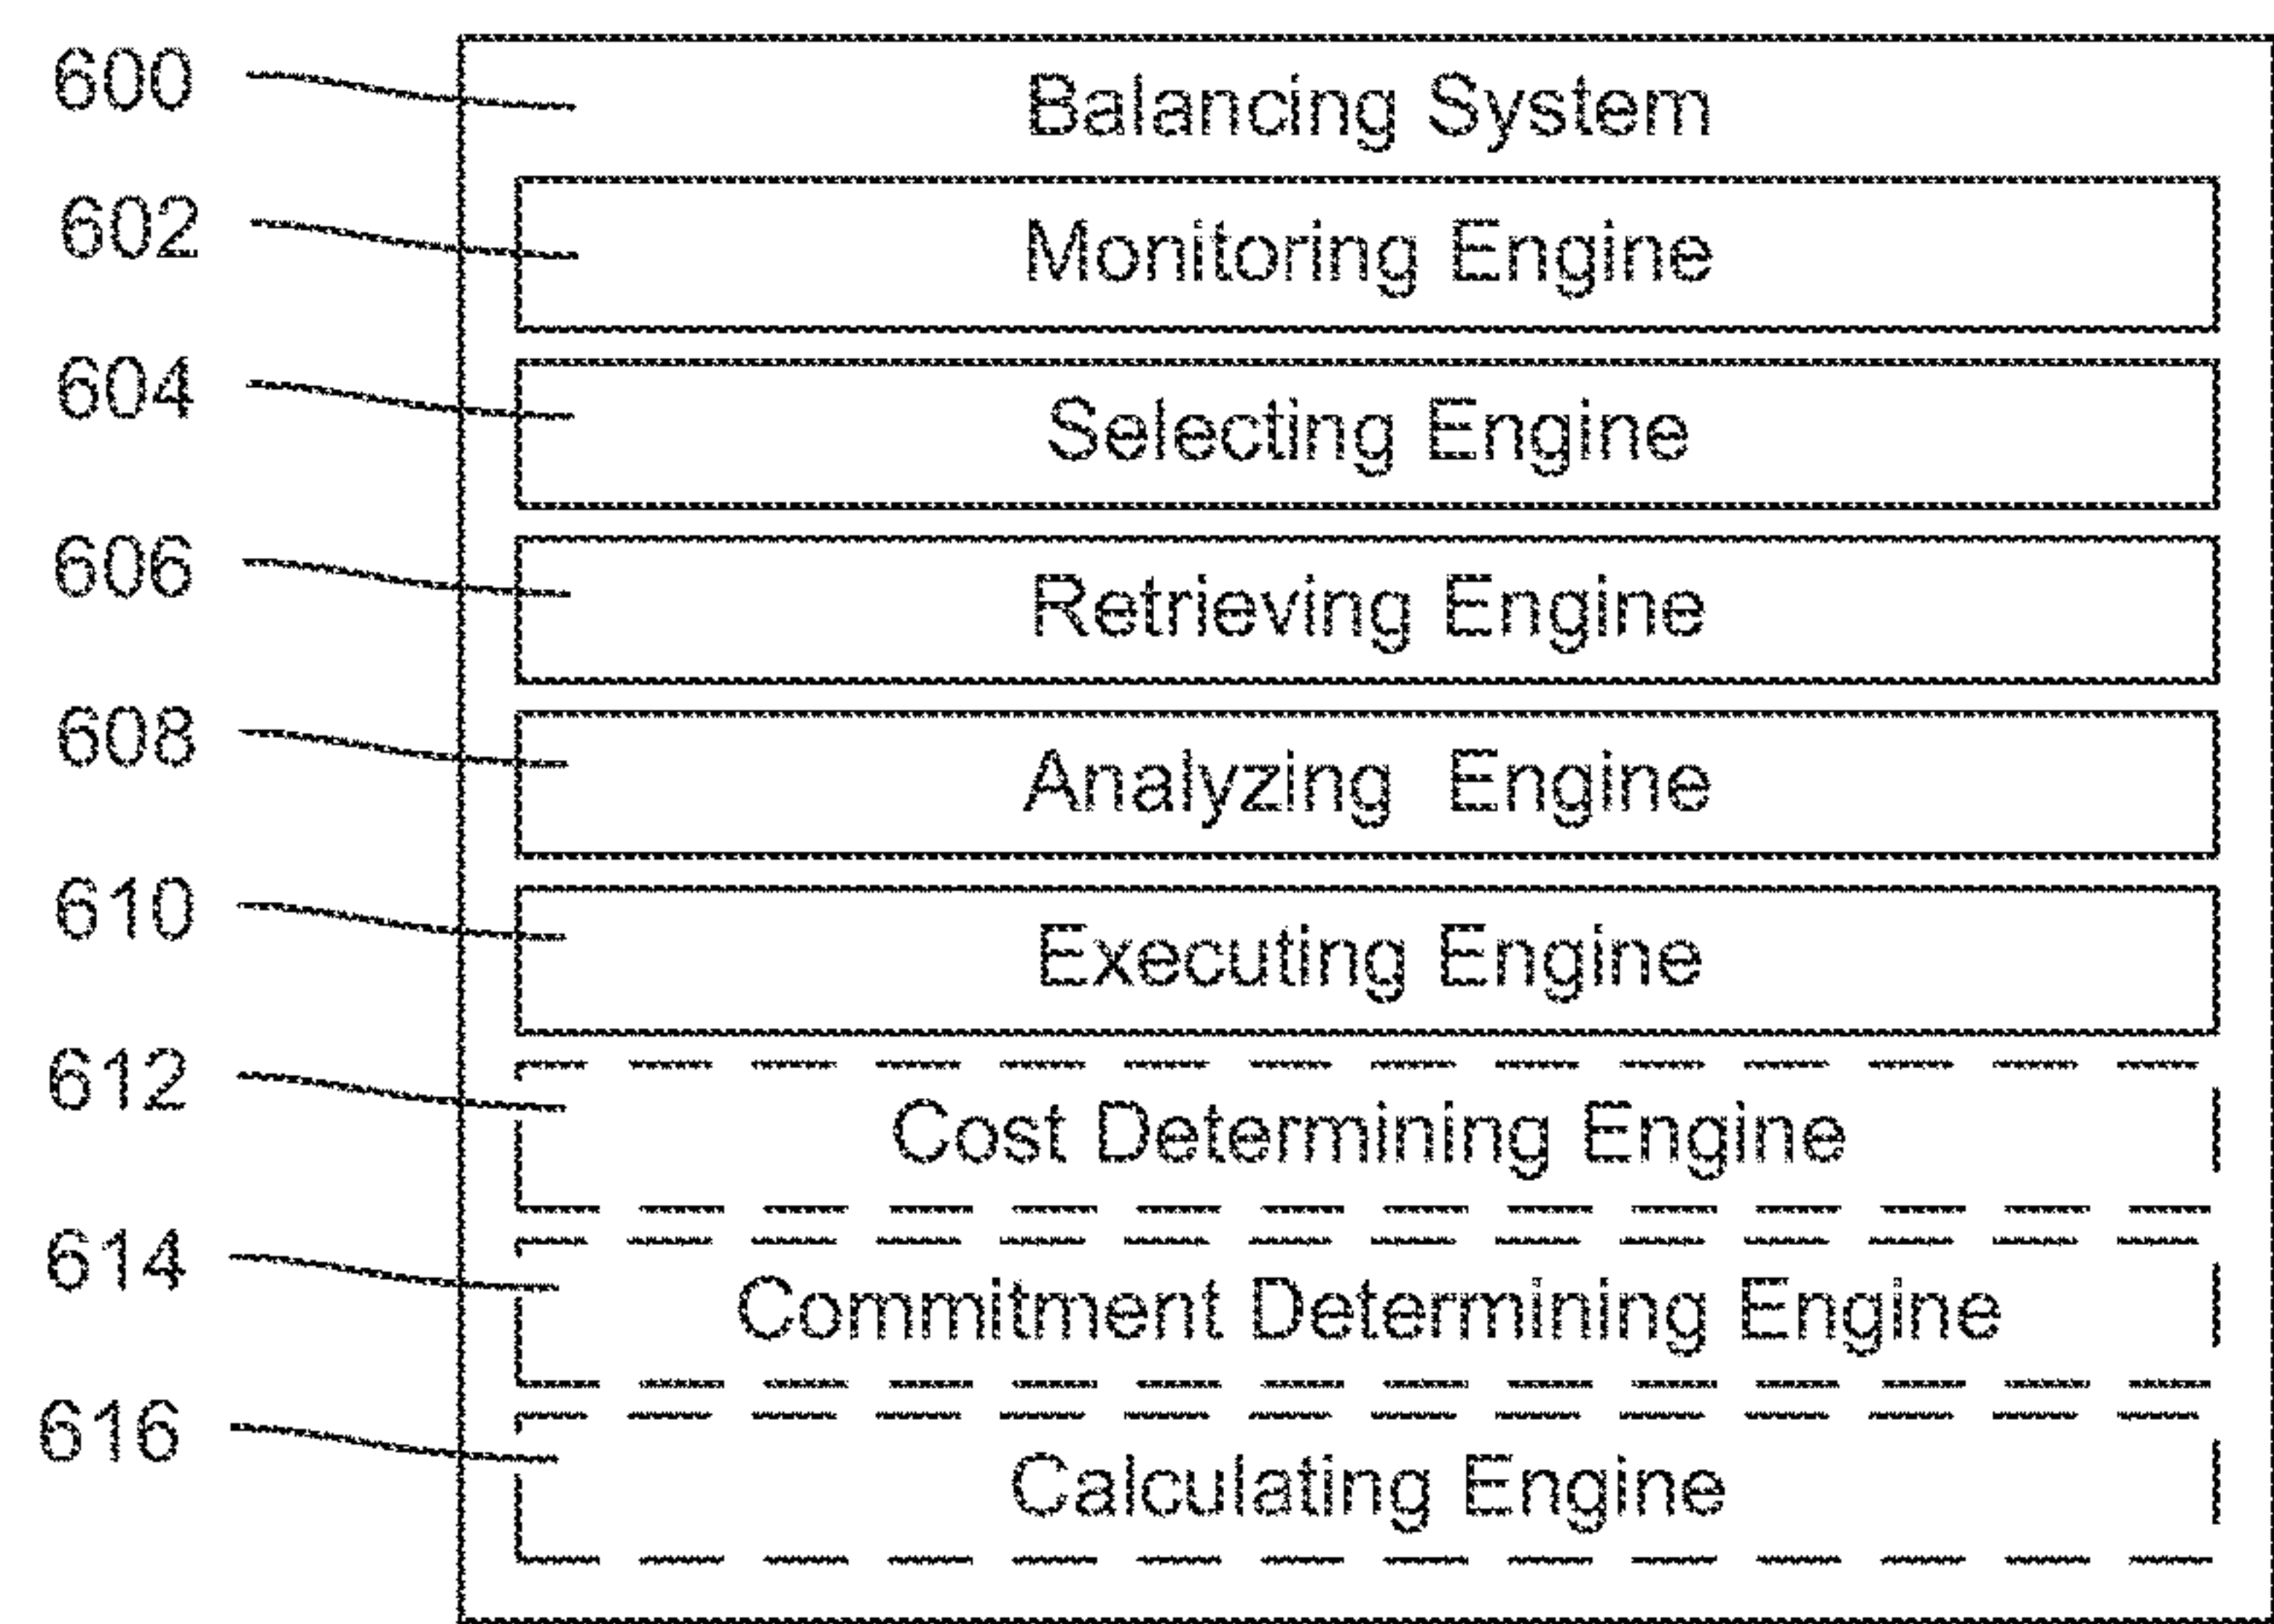 600 Balancing System
602 Monitoring Engine
604 Selecting Engine
606 Retrieving Engine
608 Analyzing Engine
610 Executing Engine
612 Cost Determining Engine
614 Commitment Determining Engine
616 Calculating Engine